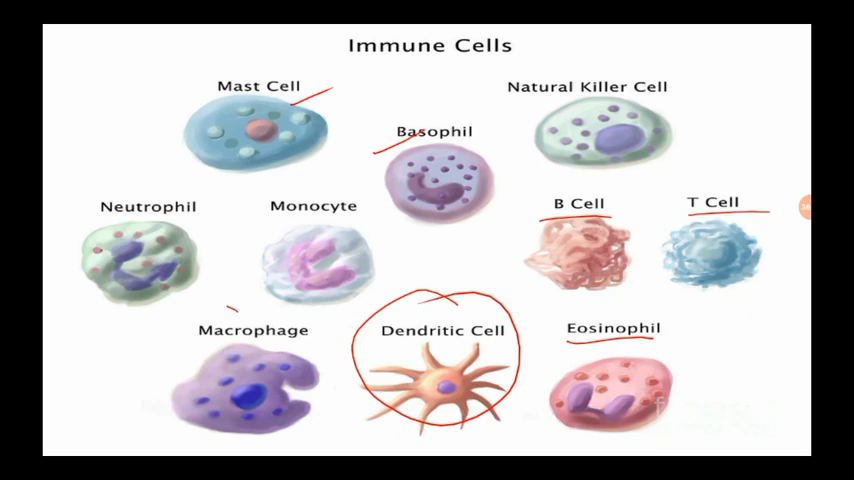 Immune Cells
Mast Cell
Natural Killer Cell
Basophil
Neutrophil
Monocyte
B Cell
T Cell
Macrophage
Dendritic Cell
Eosinophil